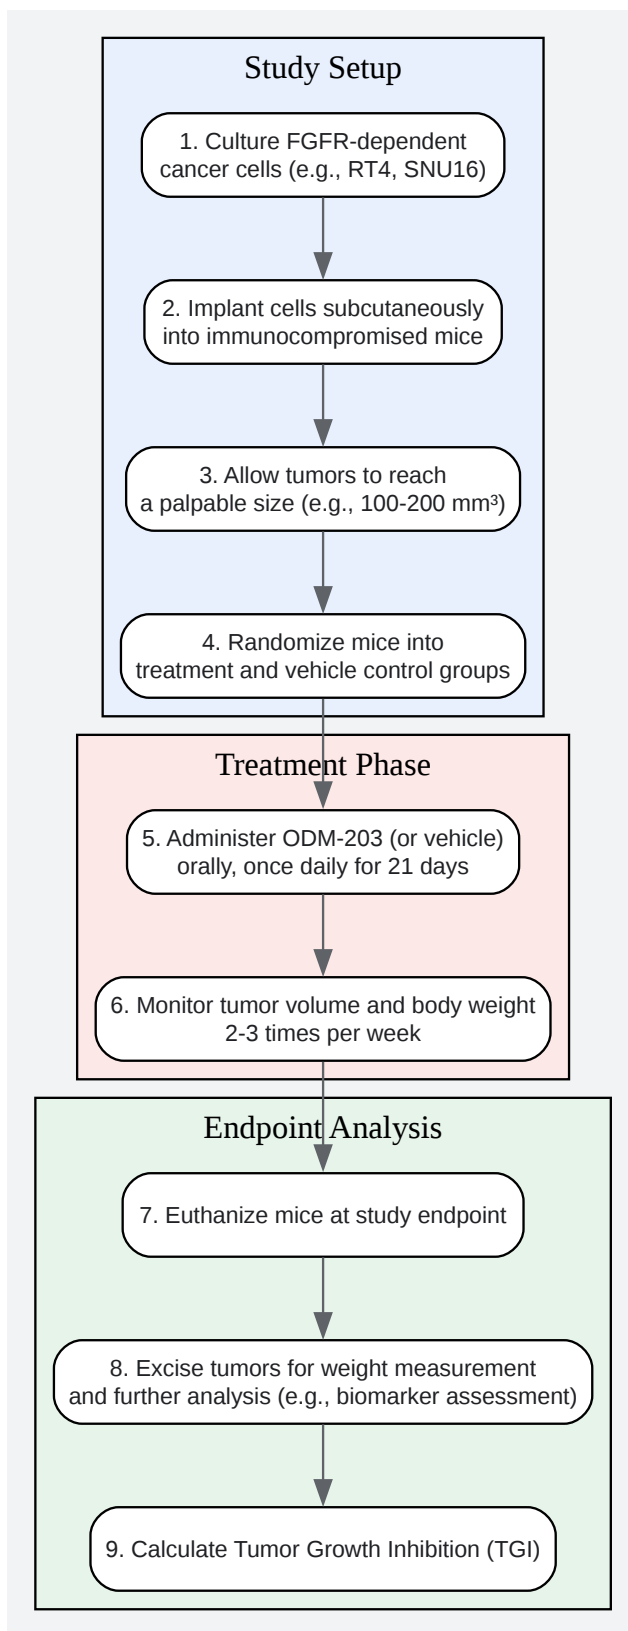 Study Setup
1. Culture FGFR-dependent
cancer cells (e.g., RT4, SNU16)
2. Implant cells subcutaneously
into immunocompromised mice
3. Allow tumors to reach
a palpable size (e.g., 100-200 mm³)
4. Randomize mice into
treatment and vehicle control groups
Treatment Phase
5. Administer ODM-203 (or vehicle)
orally, once daily for 21 days
6. Monitor tumor volume and body weight
2-3 times per week
Endpoint Analysis
7. Euthanize mice at study endpoint
8. Excise tumors for weight measurement
and further analysis (e.g., biomarker assessment)
9. Calculate Tumor Growth Inhibition (TGI)